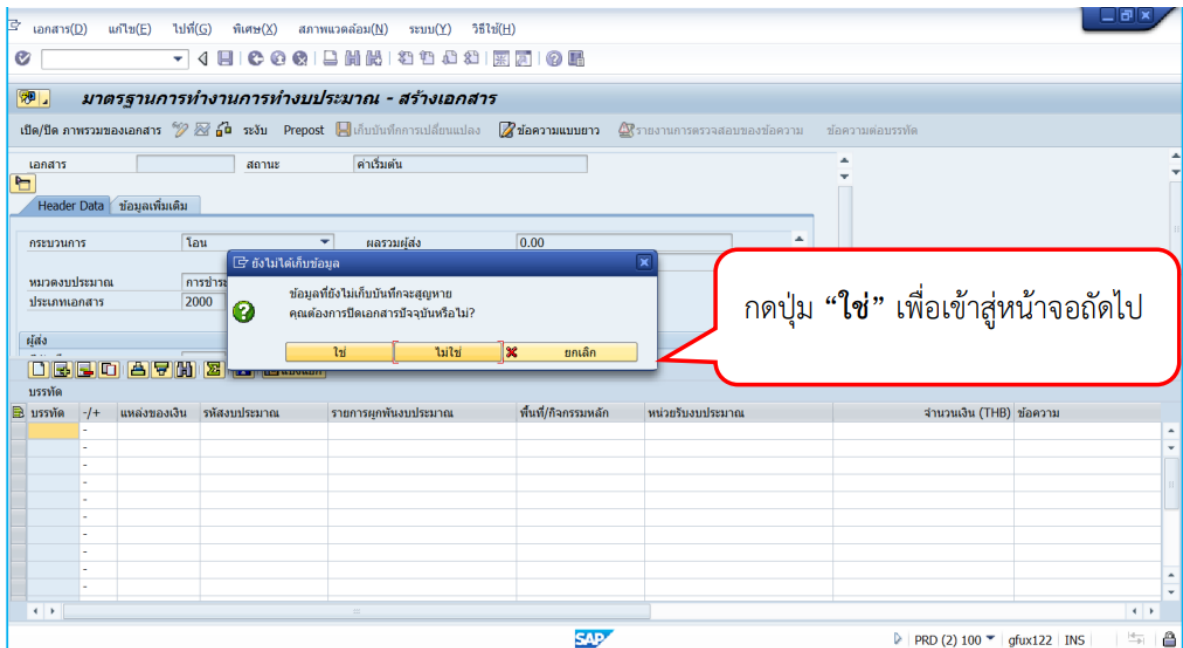 เอกสาร(D) แก้ไข(E) ไปที่(G) พิเศษ(X) สภาพแวดล้อม(N) ระบบ(Y) วิธีใช้(H)
มาตรฐานการทำงานการทำงบประมาณ - สร้างเอกสาร
เปิด/ปิด ภาพรวมของเอกสาร ระงับ Prepost เก็บบันทึกการเปลี่ยนแปลง ข้อความแบบยาว รายงานการตรวจสอบของข้อความ ข้อความต่อบรรทัด
เอกสาร สถานะ ค่าเริ่มต้น
Header Data ข้อมูลเพิ่มเติม
กระบวนการ โอน ผลรวมผู้ส่ง 0.00
ยังไม่ได้เก็บข้อมูล
หมวดงบประมาณ การชำระ
ข้อมูลที่ยังไม่เก็บบันทึกจะสูญหาย
ประเภทเอกสาร 2000
คุณต้องการปิดเอกสารปัจจุบันหรือไม่?
กดปุ่ม “ใช่” เพื่อเข้าสู่หน้าจอถัดไป
ผู้ส่ง
ใช่ ไม่ใช่ ยกเลิก
บรรทัด
บรรทัด -/+ แหล่งของเงิน รหัสงบประมาณ รายการผูกพันงบประมาณ พื้นที่/กิจกรรมหลัก หน่วยรับงบประมาณ จำนวนเงิน (THB) ข้อความ
-
-
-
-
-
-
-
-
-
-
SAP PRD (2) 100 gfux122 INS